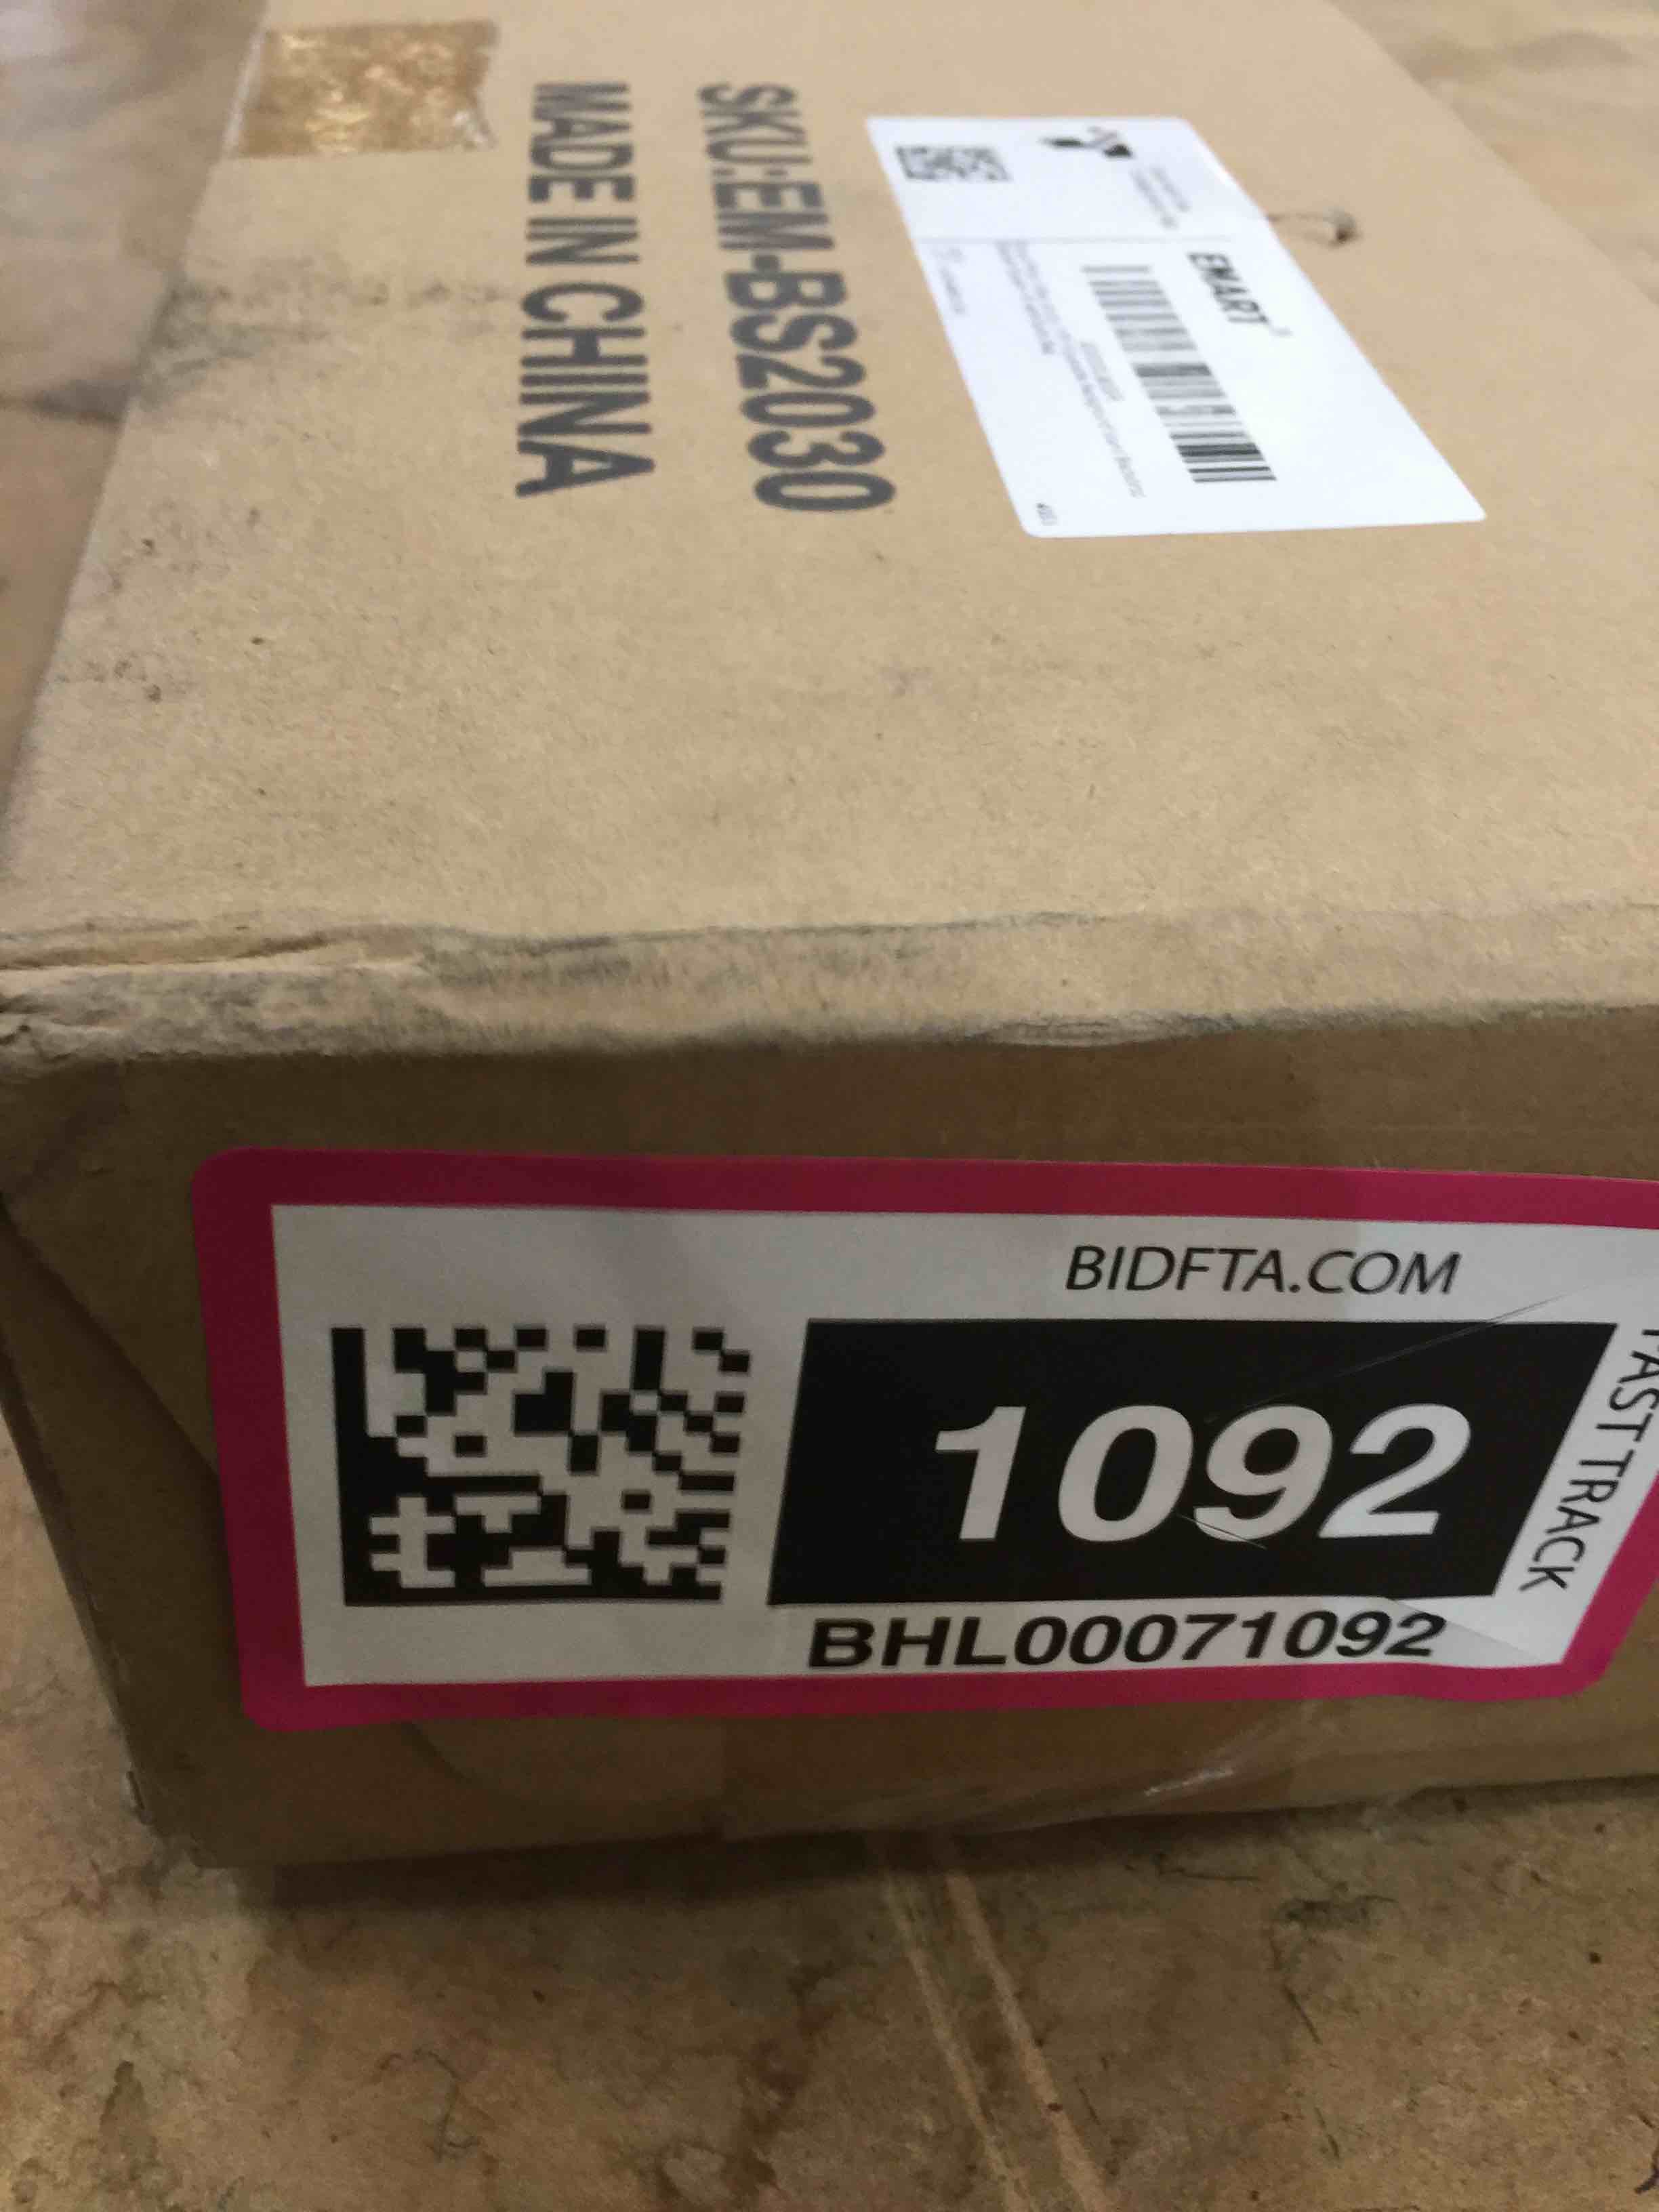 SKU:EM-BS2030
MADE IN CHINA
EMART
BIDFTA.COM
1092
FAST TRACK
BHL00071092